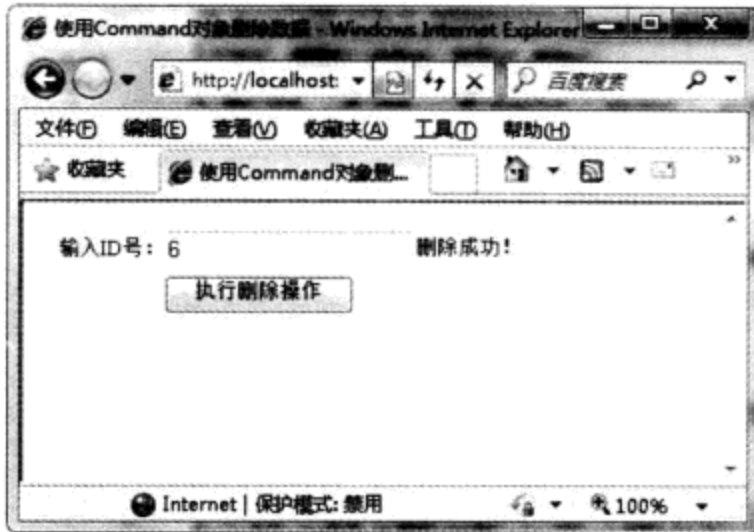 使用Command对象删除数据 - Windows Internet Explorer
http://localhost: 百度搜索
文件(F) 编辑(E) 查看(V) 收藏夹(A) 工具(T) 帮助(H)
收藏夹 使用Command对象删...
输入ID号: 6 删除成功!
执行删除操作
Internet | 保护模式: 禁用 100%